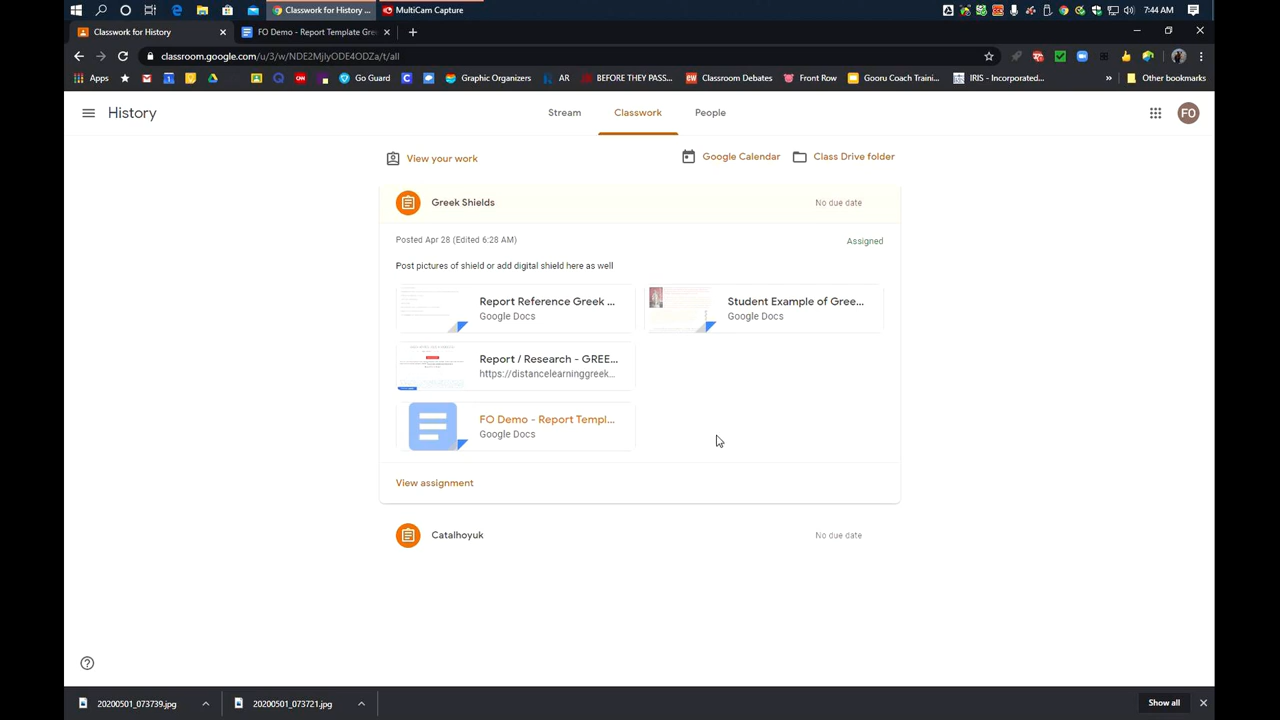 Classwork for History ...
MultiCam Capture
7:44 AM
Classwork for History
FO Demo - Report Template Gre
classroom.google.com/u/3/w/NDE2MjIyODE4ODZa/t/all
Apps
Go Guard
Graphic Organizers
AR
BEFORE THEY PASS...
Classroom Debates
Front Row
Gooru Coach Traini...
IRIS - Incorporated...
»
Other bookmarks
History
Stream
Classwork
People
FO
View your work
Google Calendar
Class Drive folder
Greek Shields
No due date
Posted Apr 28 (Edited 6:28 AM)
Assigned
Post pictures of shield or add digital shield here as well
Report Reference Greek ...
Google Docs
Student Example of Gree...
Google Docs
Report / Research - GREE...
https://distancelearninggreek...
FO Demo - Report Templ...
Google Docs
View assignment
Catalhoyuk
No due date
20200501_073739.jpg
20200501_073721.jpg
Show all